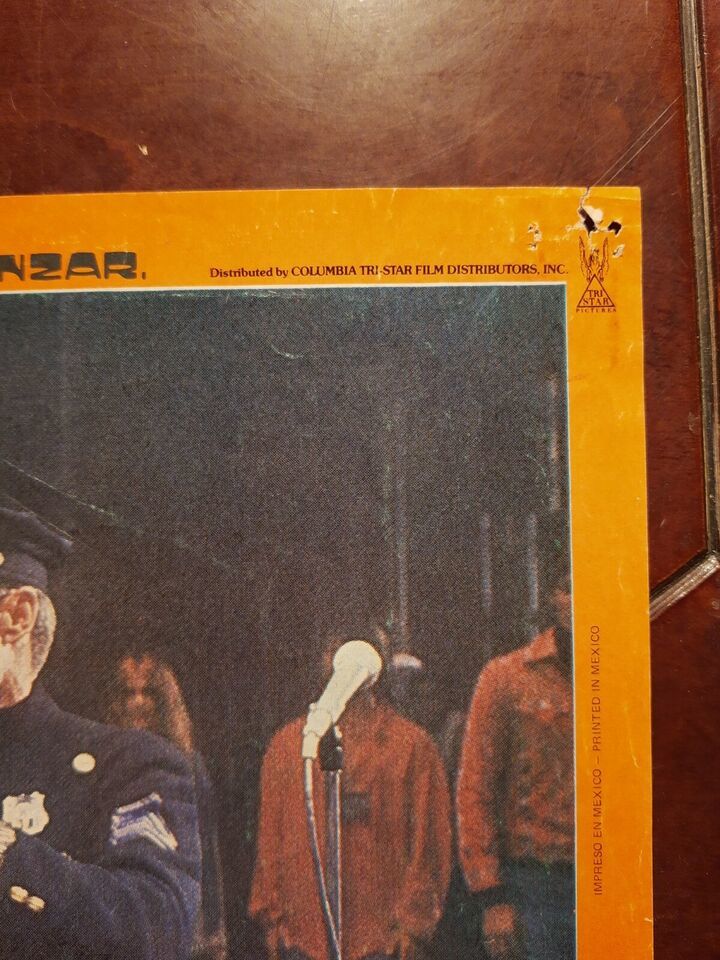 NZAR.
Distributed by COLUMBIA TRI-STAR FILM DISTRIBUTORS, INC.
TRI
STAR
PICTURES
IMPRESO EN MEXICO – PRINTED IN MEXICO